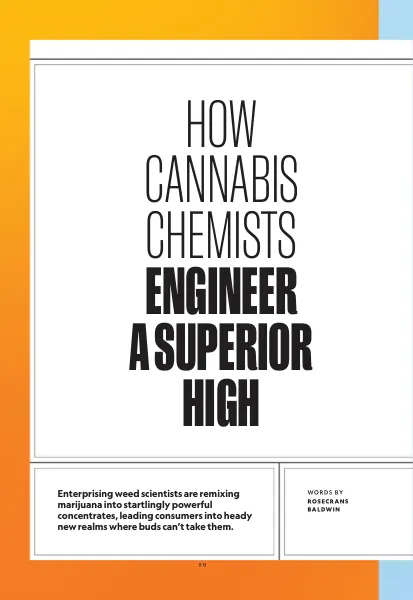 HOW
CANNABIS
CHEMISTS
ENGINEER
A SUPERIOR
HIGH
Enterprising weed scientists are remixing
marijuana into startlingly powerful
concentrates, leading consumers into heady
new realms where buds can't take them.
WORDS BY
ROSECRANS
BALDWIN
50